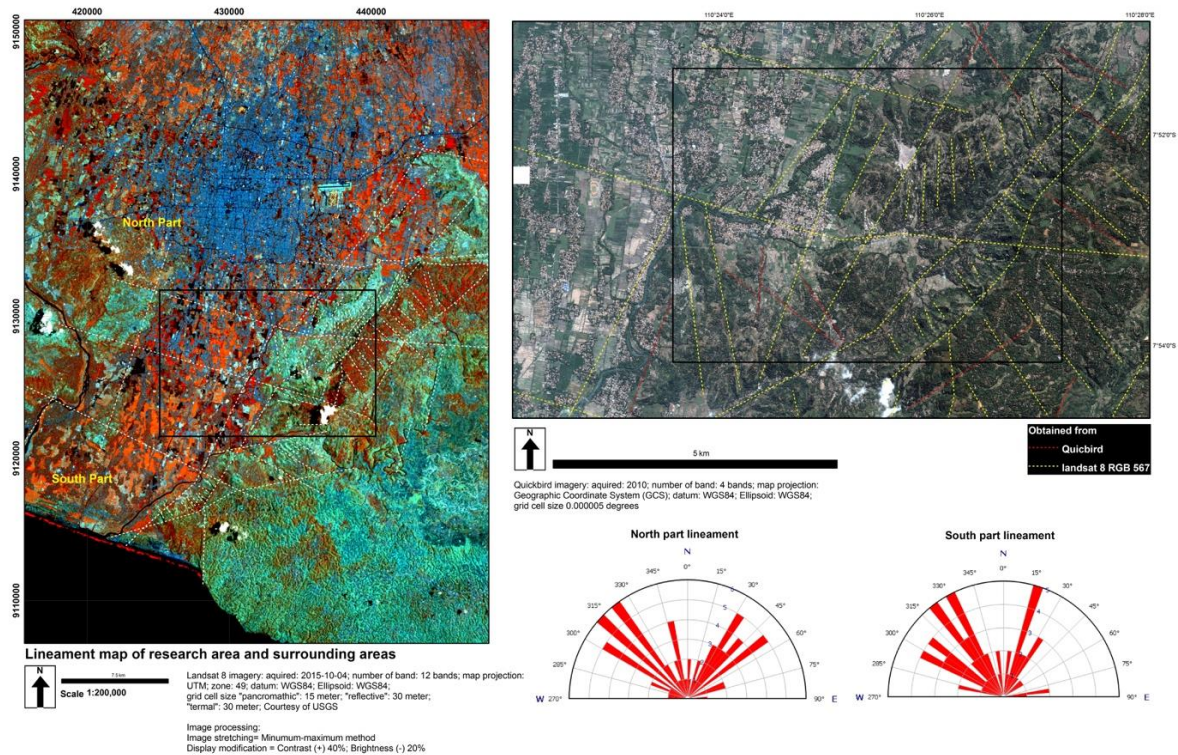 420000
430000
440000
9150000
9140000
9130000
9120000
9110000
North Part
South Part
Lineament map of research area and surrounding areas
N
7.5 km
Scale 1:200,000
Landsat 8 imagery: aquired: 2015-10-04; number of band: 12 bands; map projection:
UTM; zone: 49; datum: WGS84; Ellipsoid: WGS84;
grid cell size "pancromathic": 15 meter; "reflective": 30 meter;
"termal": 30 meter; Courtesy of USGS
Image processing:
Image stretching= Minumum-maximum method
Display modification = Contrast (+) 40%; Brightness (-) 20%
110°24'0"E
110°26'0"E
110°28'0"E
7°52'0"S
7°54'0"S
N
5 km
Obtained from
Quicbird
landsat 8 RGB 567
Quickbird imagery: aquired: 2010; number of band: 4 bands; map projection:
Geographic Coordinate System (GCS); datum: WGS84; Ellipsoid: WGS84;
grid cell size 0.000005 degrees
North part lineament
N
0°
345°
15°
330°
30°
315°
45°
300°
60°
285°
75°
W 270°
90° E
South part lineament
N
0°
345°
15°
330°
30°
315°
45°
300°
60°
285°
75°
W 270°
90° E